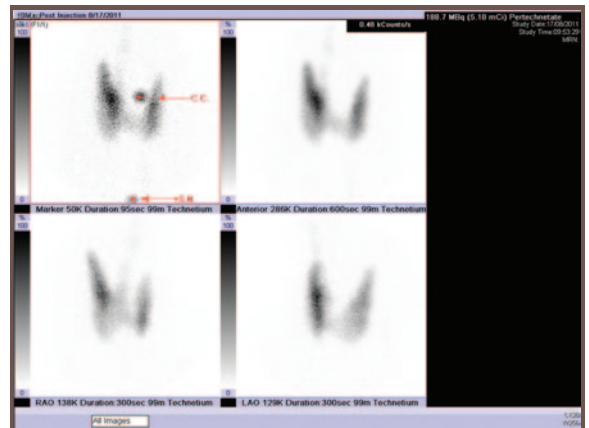 Post Injection 8/17/2011
188.7 MBq (5.10 mCi) Pertechnetate
Study Date:17/08/2011
Study Time:09:53:29
MRN:
0.48 kCounts/s
%
100
100
C.C.
S.N.
0
0
Marker 50K Duration:95sec 99m Technetium
Anterior 286K Duration:600sec 99m Technetium
%
100
%
100
0
0
RAO 138K Duration:300sec 99m Technetium
LAO 129K Duration:300sec 99m Technetium
All Images